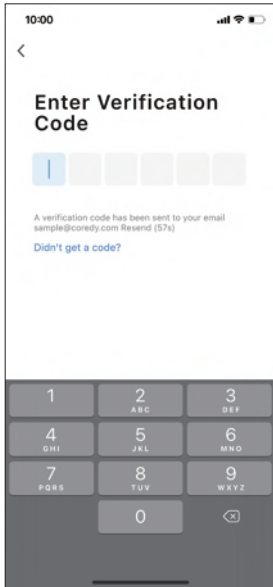 10:00
Enter Verification
Code
A verification code has been sent to your email
sample@coredy.com Resend (57s)
Didn't get a code?
1
2
ABC
3
DEF
4
GHI
5
JKL
6
MNO
7
PQRS
8
TUV
9
WXYZ
0